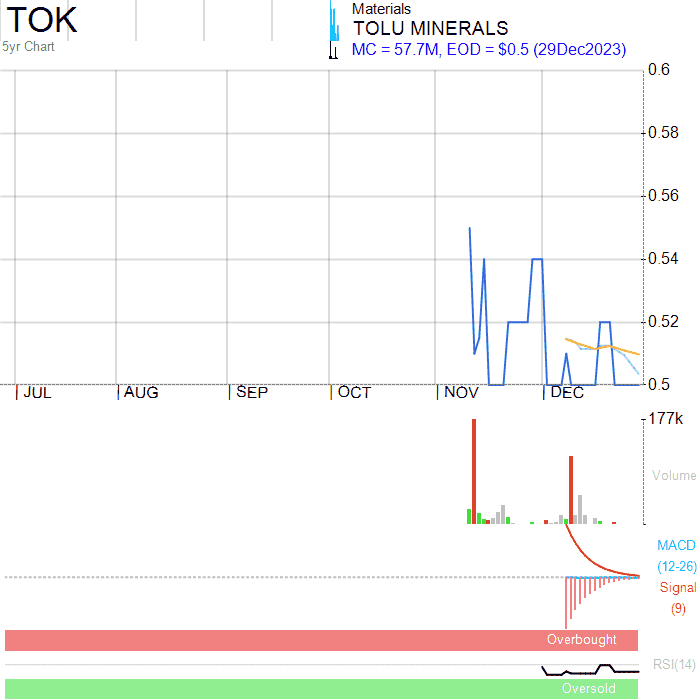 TOK
5yr Chart
Materials
TOLU MINERALS
MC = 57.7M, EOD = $0.5 (29Dec2023)
0.6
0.58
0.56
0.54
0.52
0.5
JUL AUG SEP OCT NOV DEC
177k
Volume
MACD
(12-26)
Signal
(9)
Overbought
RSI(14)
Oversold